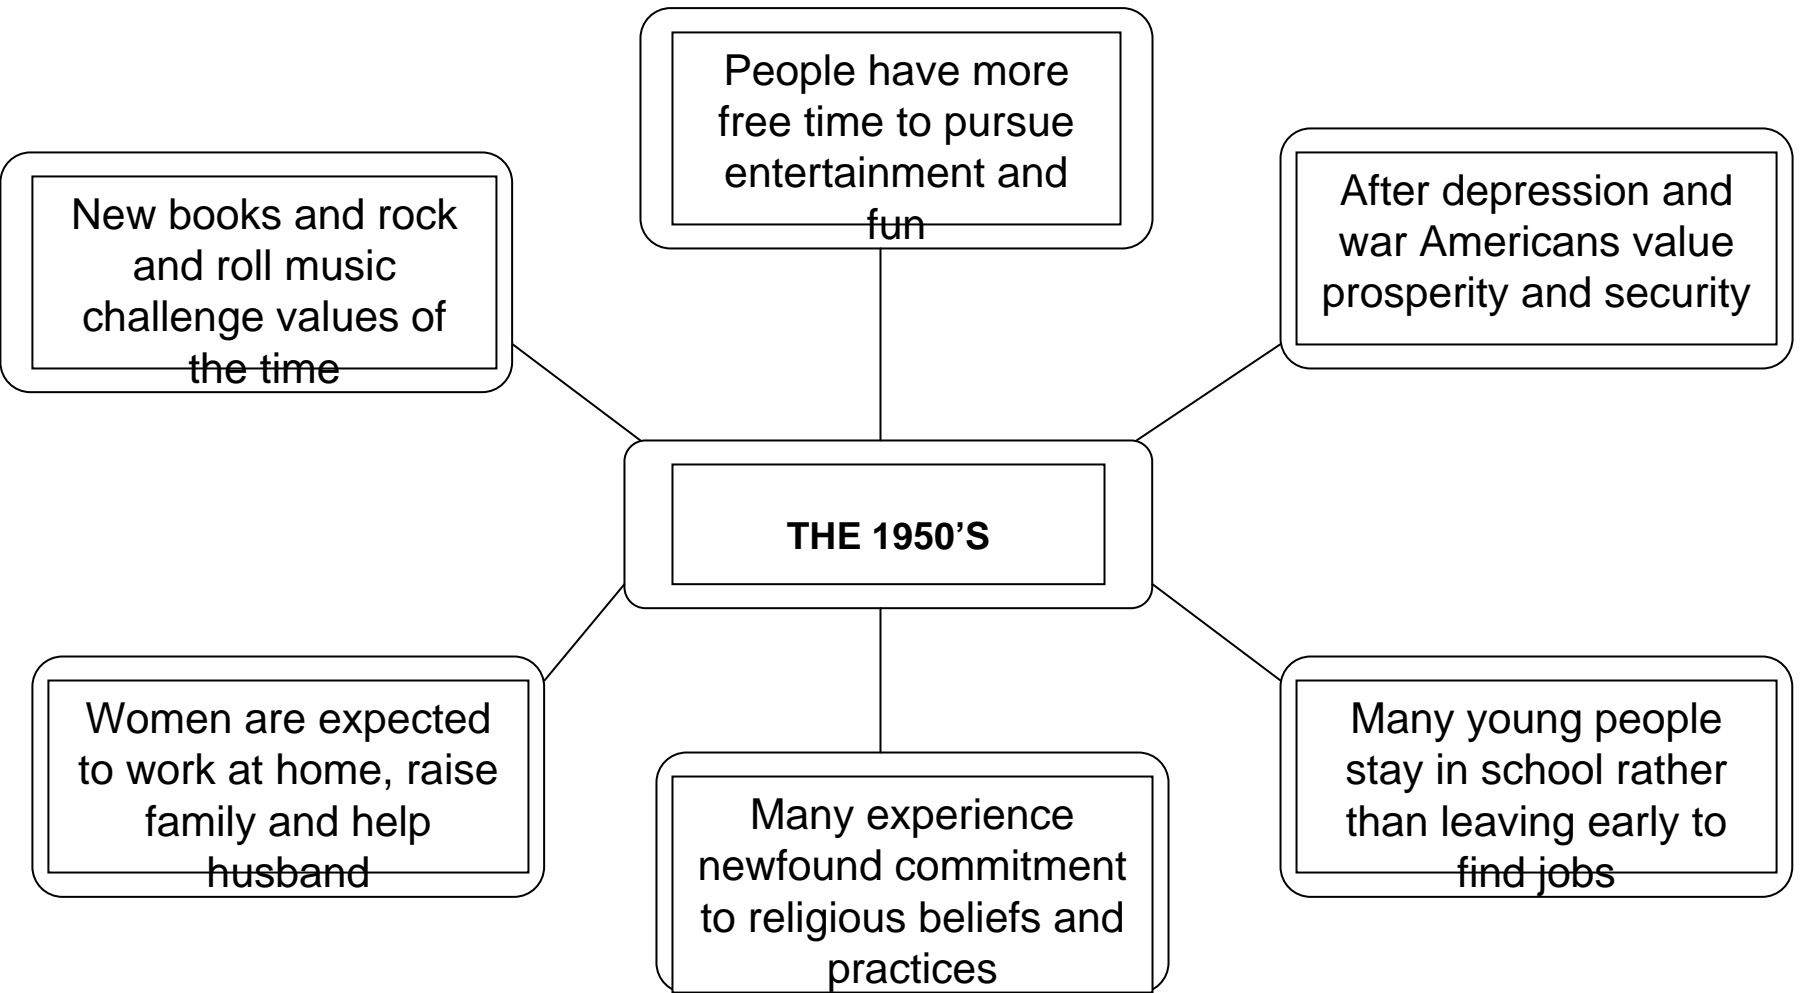 People have more
free time to pursue
entertainment and
fun
New books and rock
and roll music
challenge values of
the time
After depression and
war Americans value
prosperity and security
THE 1950’S
Women are expected
to work at home, raise
family and help
husband
Many experience
newfound commitment
to religious beliefs and
practices
Many young people
stay in school rather
than leaving early to
find jobs